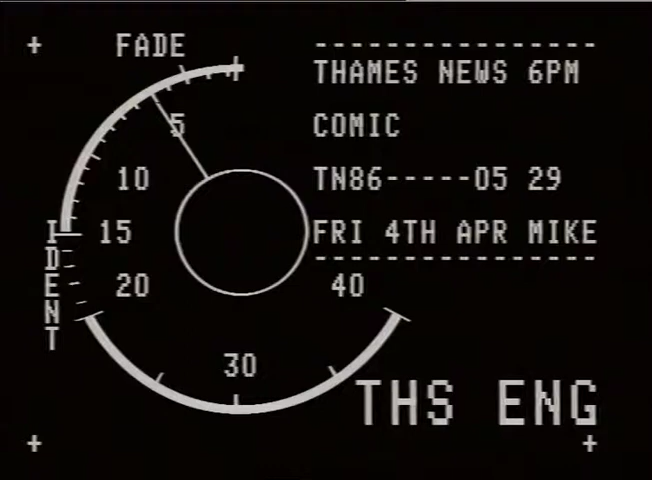 FADE
----------------
THAMES NEWS 6PM
COMIC
TN86-----05 29
FRI 4TH APR MIKE
----------------
5
10
15
20
30
40
IDENT
THS ENG